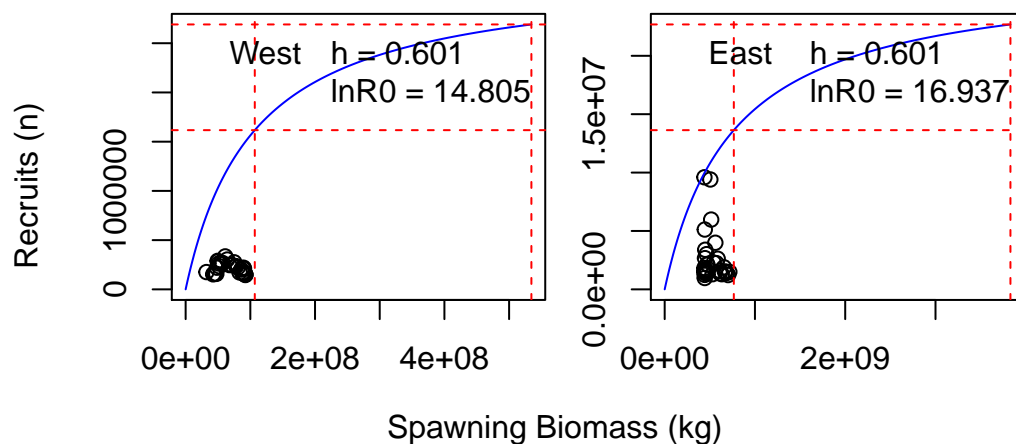 West h = 0.601
lnR0 = 14.805
East h = 0.601
lnR0 = 16.937
Recruits (n)
0
1000000
0.0e+00
1.5e+07
0e+00 2e+08 4e+08
0e+00 2e+09
Spawning Biomass (kg)